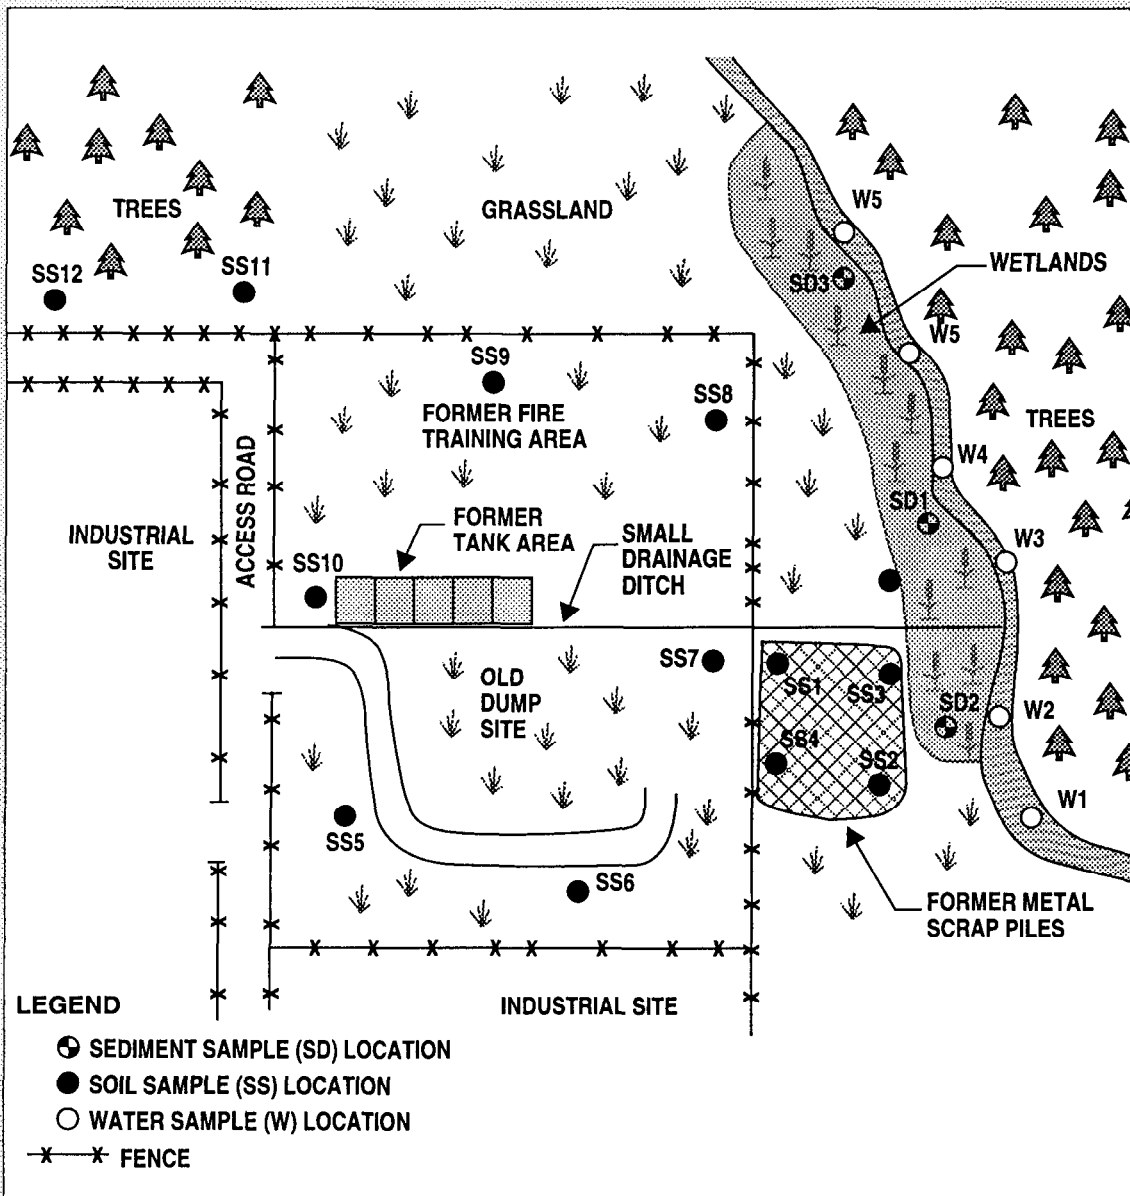 TREES
GRASSLAND
W5
SS12
SS11
SD3
WETLANDS
W5
SS9
SS8
FORMER FIRE
TRAINING AREA
TREES
ACCESS ROAD
W4
SD1
INDUSTRIAL
SITE
FORMER
TANK AREA
SMALL
DRAINAGE
DITCH
W3
SS10
SS7
OLD
DUMP
SITE
SS1
SS3
SD2
W2
SS4
SS2
W1
SS5
SS6
FORMER METAL
SCRAP PILES
INDUSTRIAL SITE
LEGEND
SEDIMENT SAMPLE (SD) LOCATION
SOIL SAMPLE (SS) LOCATION
WATER SAMPLE (W) LOCATION
FENCE